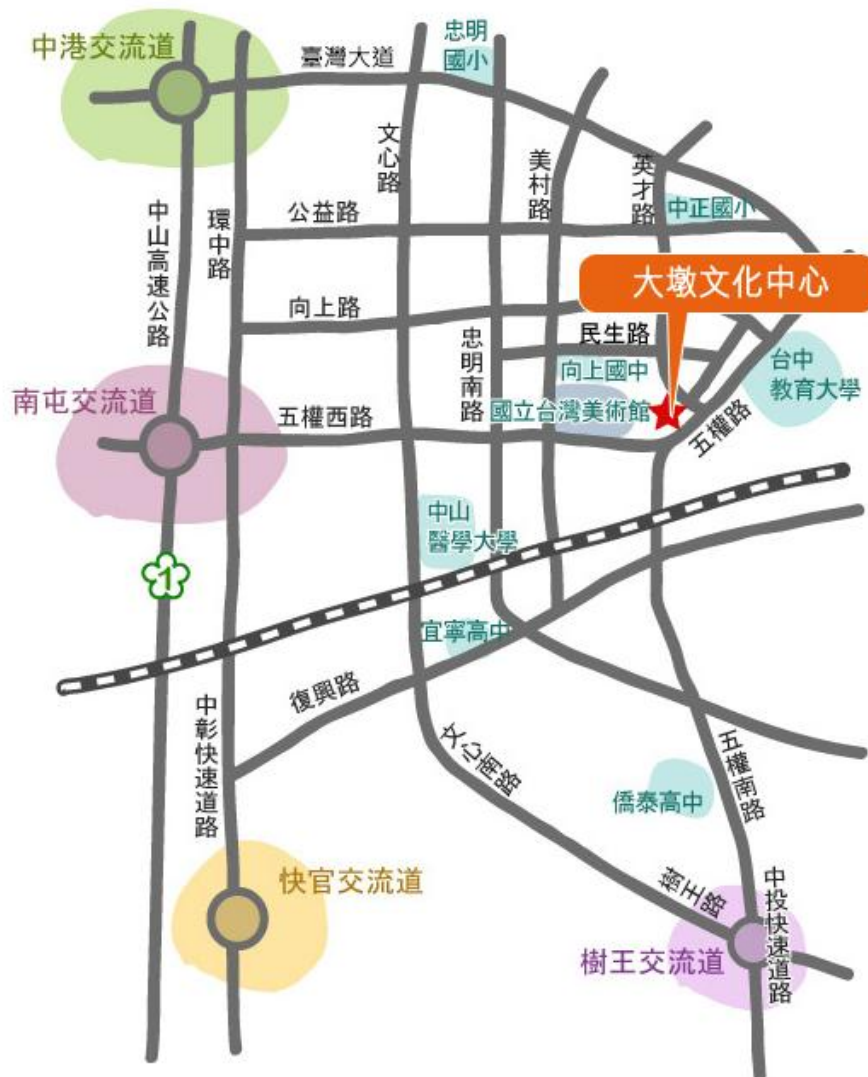 忠明
國小
中港交流道
臺灣大道
文心路
美村路
英才路
中正國小
公益路
環中路
中山高速公路
大墩文化中心
向上路
民生路
忠明南路
向上國中
台中
教育大學
南屯交流道
五權西路
國立台灣美術館
五權路
中山
醫學大學
1
宜寧高中
復興路
中彰快速道路
文心南路
五權南路
僑泰高中
快官交流道
樹王路
中投快速道路
樹王交流道